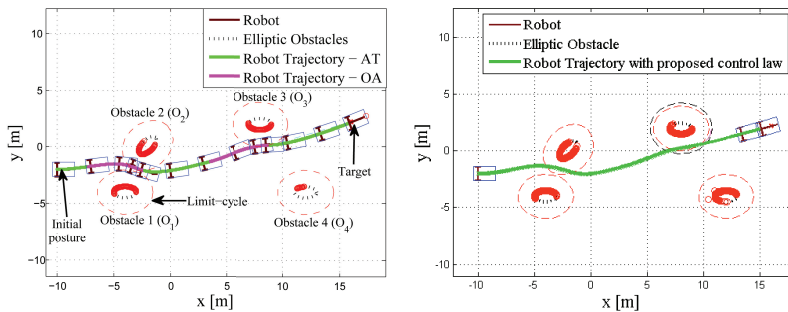 Robot
Elliptic Obstacles
Robot Trajectory – AT
Robot Trajectory – OA
Obstacle 3 (O3)
Obstacle 2 (O2)
Target
Obstacle 1 (O1)
Limit-cycle
Obstacle 4 (O4)
Initial
posture
10
5
0
−5
−10
y [m]
−10
−5
0
5
10
15
x [m]
Robot
Elliptic Obstacle
Robot Trajectory with proposed control law
10
5
0
-5
-10
y [m]
-10
-5
0
5
10
15
x [m]